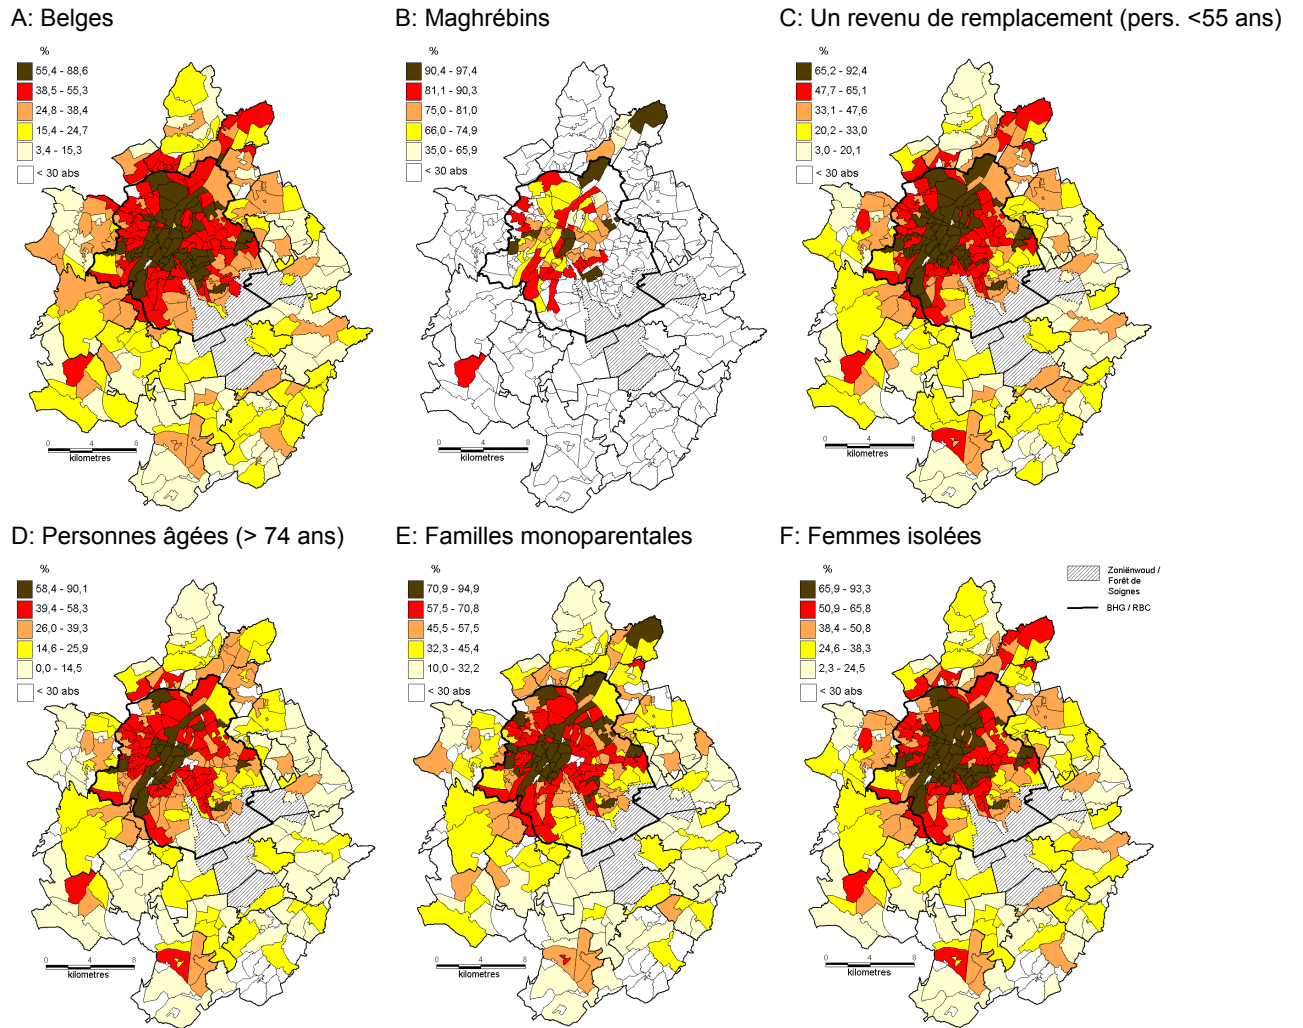 A: Belges
%
55,4 - 88,6
38,5 - 55,3
24,8 - 38,4
15,4 - 24,7
3,4 - 15,3
< 30 abs
0 4 8
kilometres
B: Maghrébins
%
90,4 - 97,4
81,1 - 90,3
75,0 - 81,0
66,0 - 74,9
35,0 - 65,9
< 30 abs
0 4 8
kilometres
C: Un revenu de remplacement (pers. <55 ans)
%
65,2 - 92,4
47,7 - 65,1
33,1 - 47,6
20,2 - 33,0
3,0 - 20,1
< 30 abs
0 4 8
kilometres
D: Personnes âgées (> 74 ans)
%
58,4 - 90,1
39,4 - 58,3
26,0 - 39,3
14,6 - 25,9
0,0 - 14,5
< 30 abs
0 4 8
kilometres
E: Familles monoparentales
%
70,9 - 94,9
57,5 - 70,8
45,5 - 57,5
32,3 - 45,4
10,0 - 32,2
< 30 abs
0 4 8
kilometres
F: Femmes isolées
%
65,9 - 93,3
50,9 - 65,8
38,4 - 50,8
24,6 - 38,3
2,3 - 24,5
< 30 abs
0 4 8
kilometres
Zoniënwoud /
Forêt de
Soignes
BHG / RBC